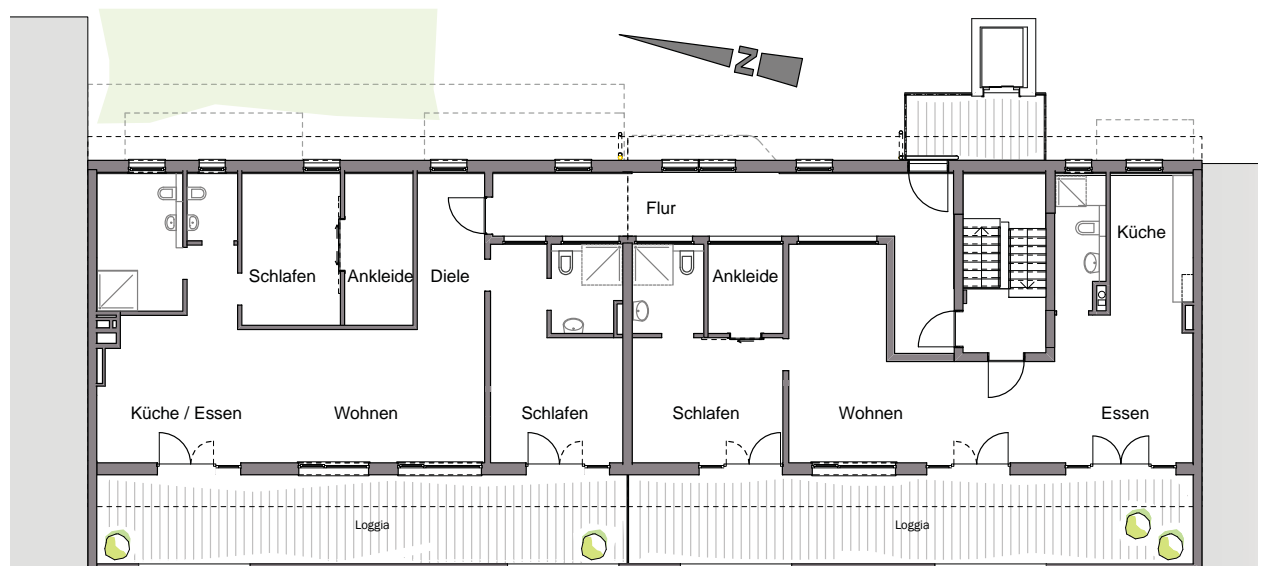 N
Flur
Küche
Schlafen
Ankleide
Diele
Ankleide
Küche / Essen
Wohnen
Schlafen
Schlafen
Wohnen
Essen
Loggia
Loggia